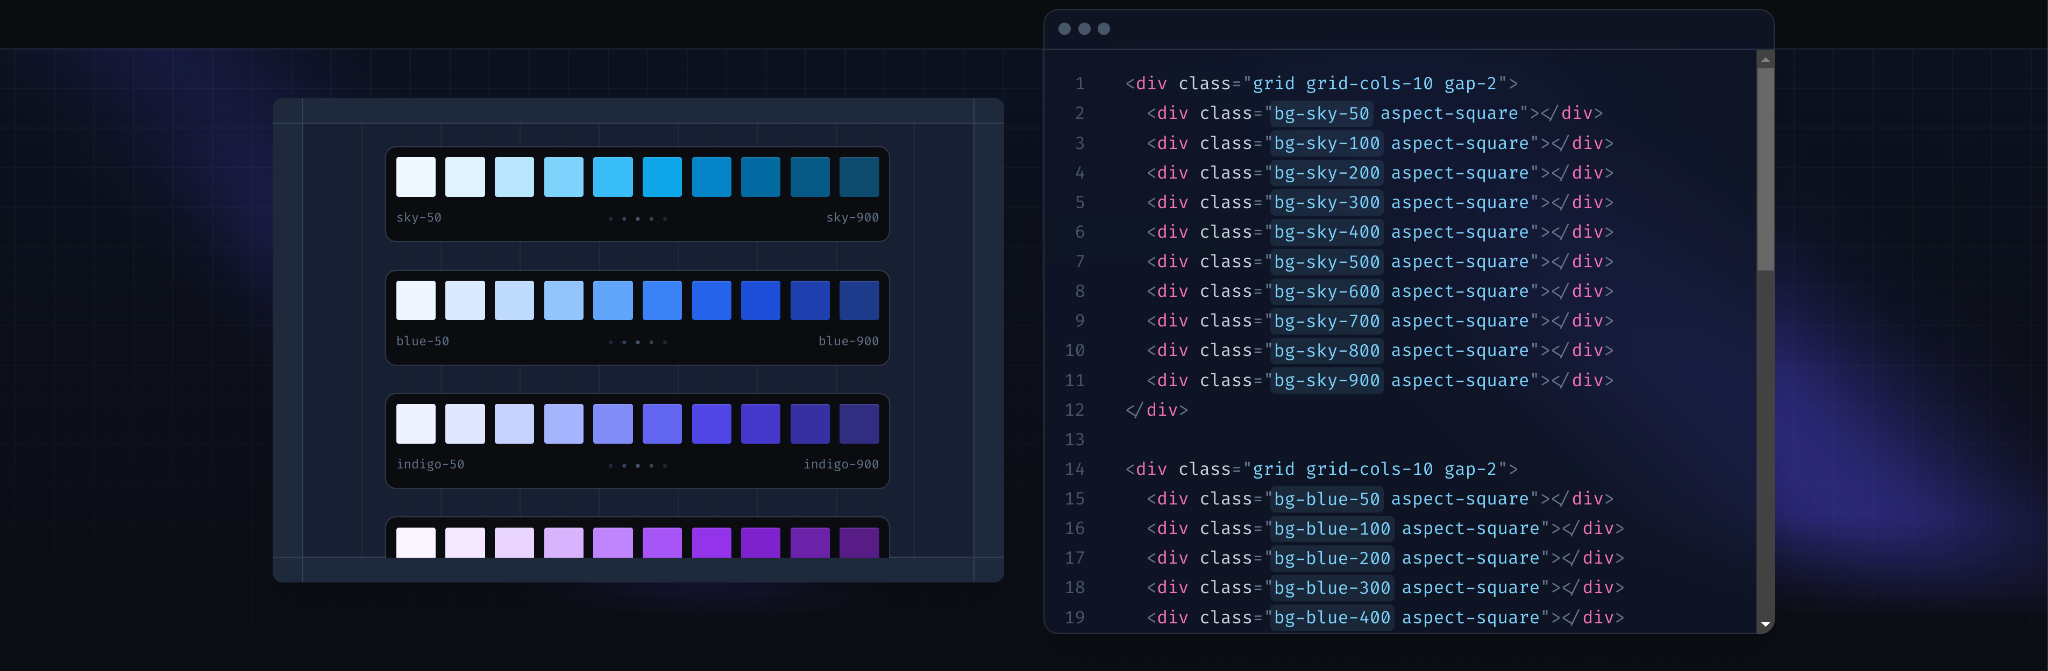 sky-50
sky-900
blue-50
blue-900
indigo-50
indigo-900
1 <div class="grid grid-cols-10 gap-2">
2 <div class="bg-sky-50 aspect-square"></div>
3 <div class="bg-sky-100 aspect-square"></div>
4 <div class="bg-sky-200 aspect-square"></div>
5 <div class="bg-sky-300 aspect-square"></div>
6 <div class="bg-sky-400 aspect-square"></div>
7 <div class="bg-sky-500 aspect-square"></div>
8 <div class="bg-sky-600 aspect-square"></div>
9 <div class="bg-sky-700 aspect-square"></div>
10 <div class="bg-sky-800 aspect-square"></div>
11 <div class="bg-sky-900 aspect-square"></div>
12 </div>
13
14 <div class="grid grid-cols-10 gap-2">
15 <div class="bg-blue-50 aspect-square"></div>
16 <div class="bg-blue-100 aspect-square"></div>
17 <div class="bg-blue-200 aspect-square"></div>
18 <div class="bg-blue-300 aspect-square"></div>
19 <div class="bg-blue-400 aspect-square"></div>